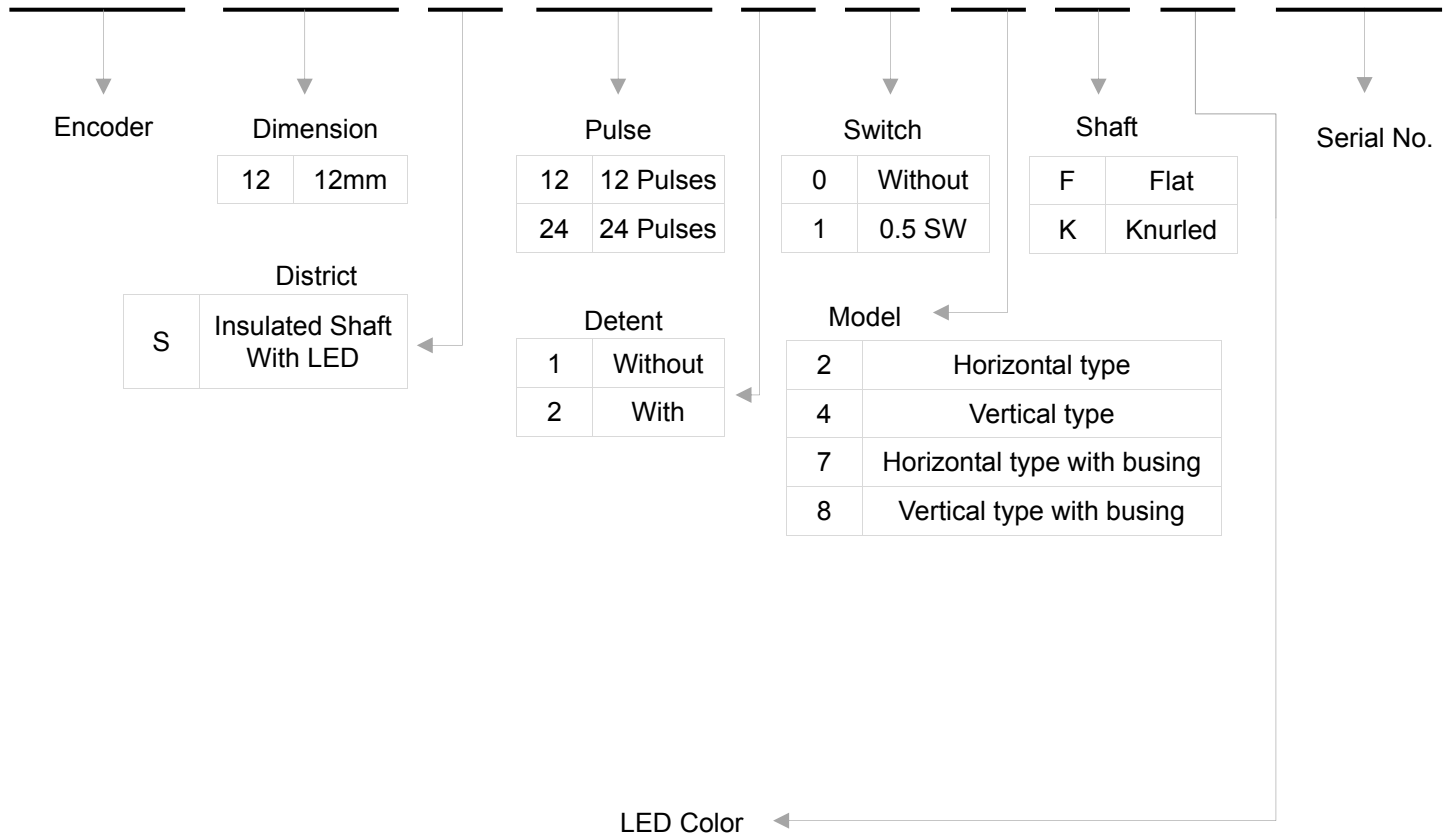 Encoder
Dimension
12 12mm
District
S Insulated Shaft
With LED
Pulse
12 12 Pulses
24 24 Pulses
Detent
1 Without
2 With
Switch
0 Without
1 0.5 SW
Model
2 Horizontal type
4 Vertical type
7 Horizontal type with busing
8 Vertical type with busing
Shaft
F Flat
K Knurled
Serial No.
LED Color